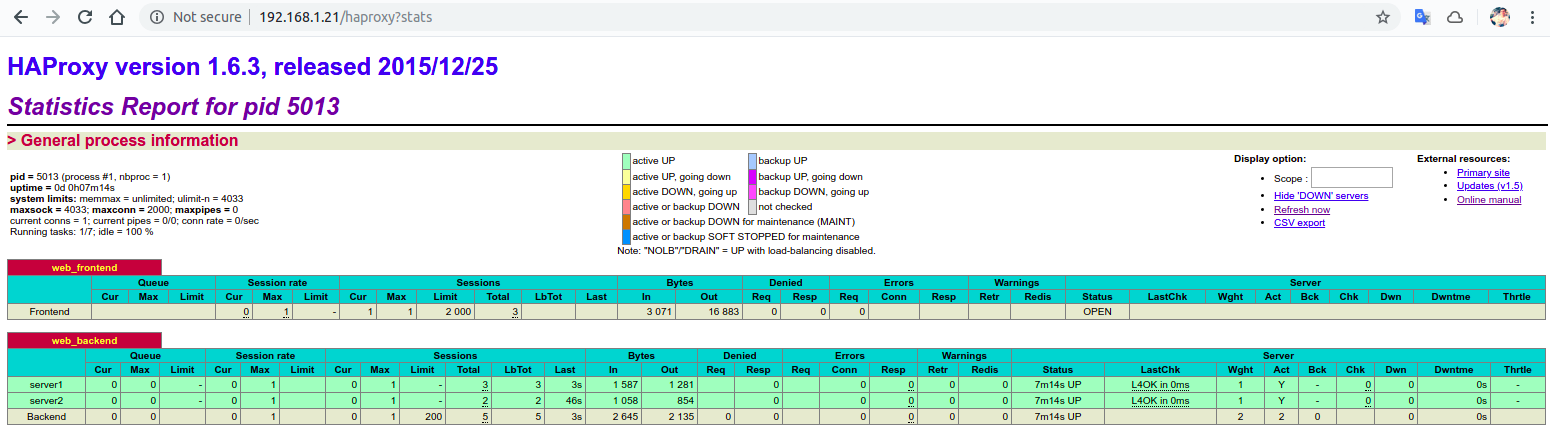 Not secure | 192.168.1.21/haproxy?stats
HAProxy version 1.6.3, released 2015/12/25
Statistics Report for pid 5013
> General process information
pid = 5013 (process #1, nbproc = 1)
uptime = 0d 0h07m14s
system limits: memmax = unlimited; ulimit-n = 4033
maxsock = 4033; maxconn = 2000; maxpipes = 0
current conns = 1; current pipes = 0/0; conn rate = 0/sec
Running tasks: 1/7; idle = 100 %
active UP backup UP
active UP, going down backup UP, going down
active DOWN, going up backup DOWN, going up
active or backup DOWN not checked
active or backup DOWN for maintenance (MAINT)
active or backup SOFT STOPPED for maintenance
Note: "NOLB"/"DRAIN" = UP with load-balancing disabled.
Display option:
• Scope :
• Hide 'DOWN' servers
• Refresh now
• CSV export
External resources:
• Primary site
• Updates (v1.5)
• Online manual
web_frontend
Queue Session rate Sessions Bytes Denied Errors Warnings Server
Cur Max Limit Cur Max Limit Cur Max Limit Total LbTot Last In Out Req Resp Req Conn Resp Retr Redis Status LastChk Wght Act Bck Chk Dwn Dwntme Thrtle
Frontend 0 1 - 1 1 2 000 3 3 071 16 883 0 0 0 OPEN
web_backend
Queue Session rate Sessions Bytes Denied Errors Warnings Server
Cur Max Limit Cur Max Limit Cur Max Limit Total LbTot Last In Out Req Resp Req Conn Resp Retr Redis Status LastChk Wght Act Bck Chk Dwn Dwntme Thrtle
server1 0 0 - 0 1 0 1 - 3 3 3s 1 587 1 281 0 0 0 0 0 7m14s UP L4OK in 0ms 1 Y - 0 0 0s -
server2 0 0 - 0 1 0 1 - 2 2 46s 1 058 854 0 0 0 0 0 7m14s UP L4OK in 0ms 1 Y - 0 0 0s -
Backend 0 0 0 1 0 1 200 5 5 3s 2 645 2 135 0 0 0 0 0 0 7m14s UP 2 2 0 0 0s